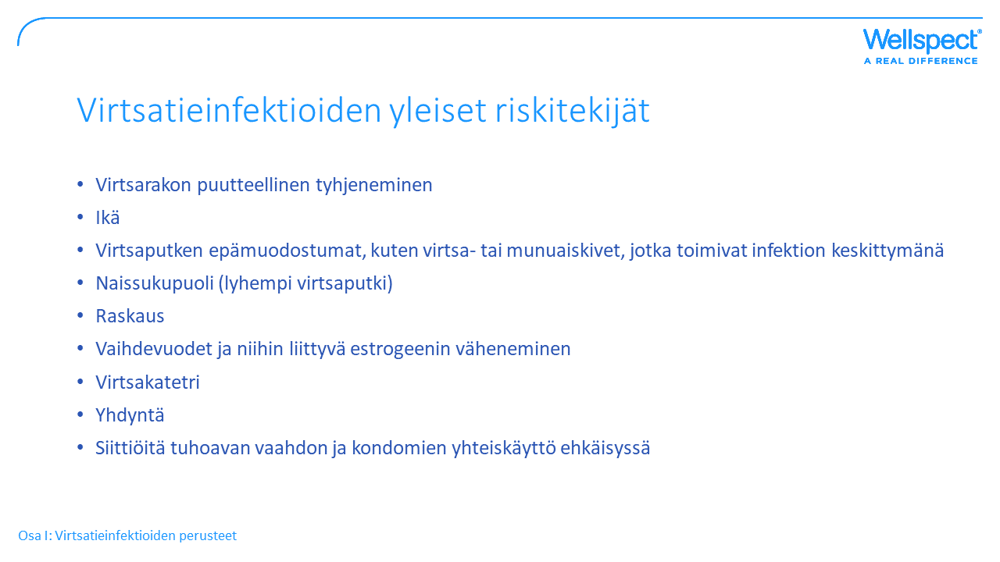 Wellspect®
A REAL DIFFERENCE
Virtsatieinfektioiden yleiset riskitekijät
• Virtsarakon puutteellinen tyhjeneminen
• Ikä
• Virtsaputken epämuodostumat, kuten virtsa- tai munuaiskivet, jotka toimivat infektion keskittymänä
• Naissukupuoli (lyhempi virtsaputki)
• Raskaus
• Vaihdevuodet ja niihin liittyvä estrogeenin väheneminen
• Virtsakatetri
• Yhdyntä
• Siittiöitä tuhoavan vaahdon ja kondomien yhteiskäyttö ehkäisyssä
Osa I: Virtsatieinfektioiden perusteet